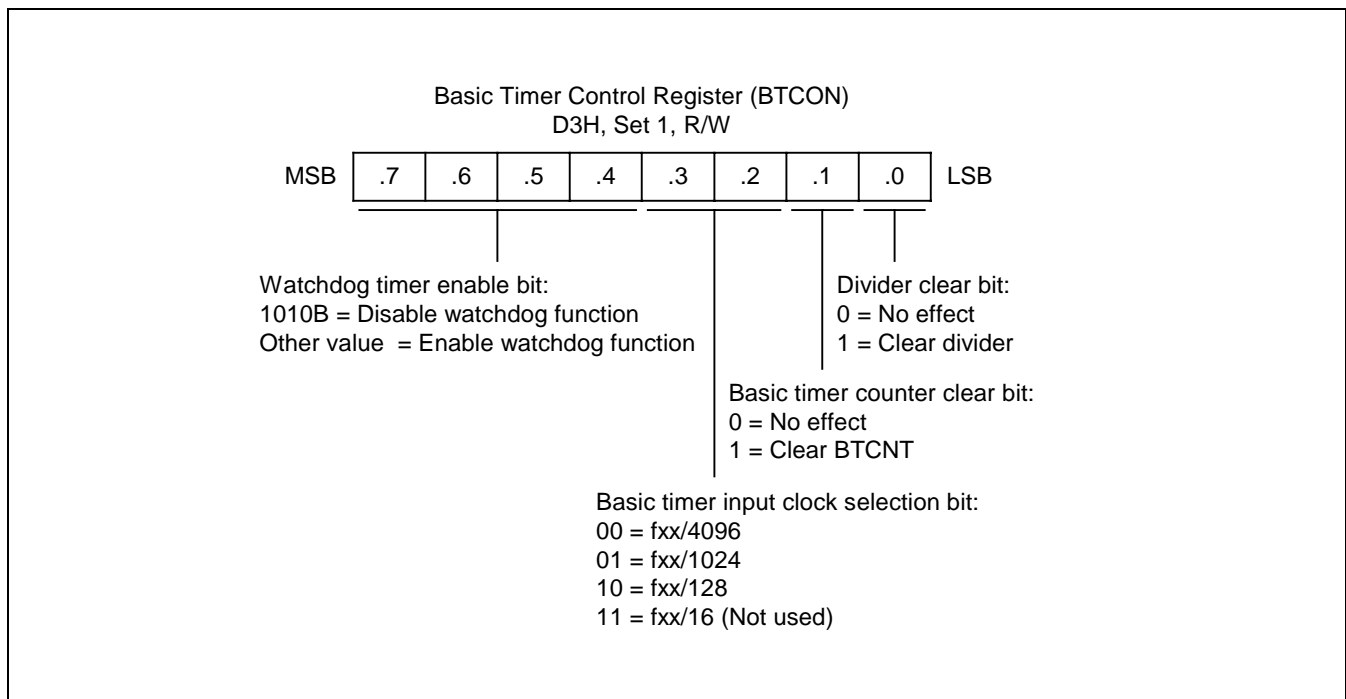 Basic Timer Control Register (BTCON)
D3H, Set 1, R/W
MSB .7 .6 .5 .4 .3 .2 .1 .0 LSB
Watchdog timer enable bit:
1010B = Disable watchdog function
Other value = Enable watchdog function
Divider clear bit:
0 = No effect
1 = Clear divider
Basic timer counter clear bit:
0 = No effect
1 = Clear BTCNT
Basic timer input clock selection bit:
00 = fxx/4096
01 = fxx/1024
10 = fxx/128
11 = fxx/16 (Not used)